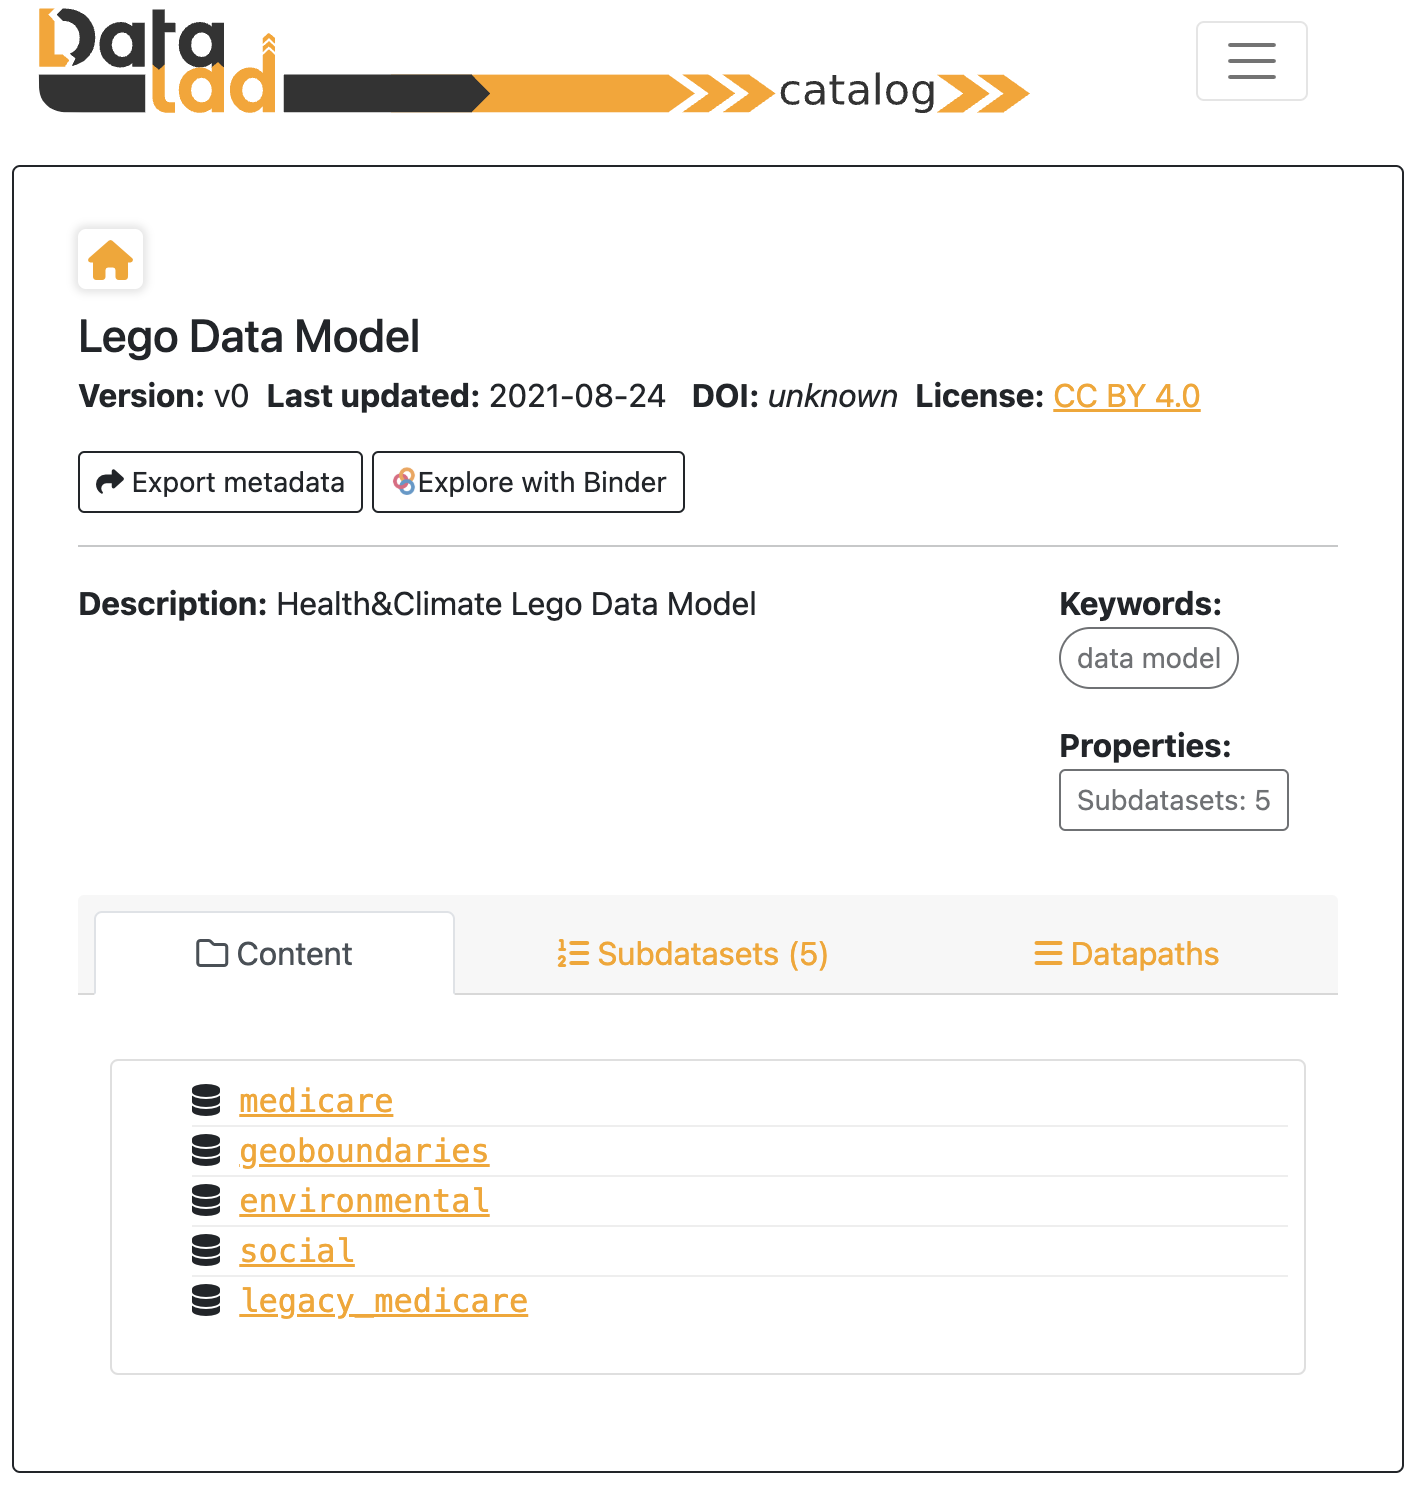 Data
lad
catalog
Lego Data Model
Version: v0 Last updated: 2021-08-24 DOI: unknown License: CC BY 4.0
Export metadata Explore with Binder
Description: Health&Climate Lego Data Model
Keywords:
data model
Properties:
Subdatasets: 5
Content Subdatasets (5) Datapaths
medicare
geoboundaries
environmental
social
legacy_medicare